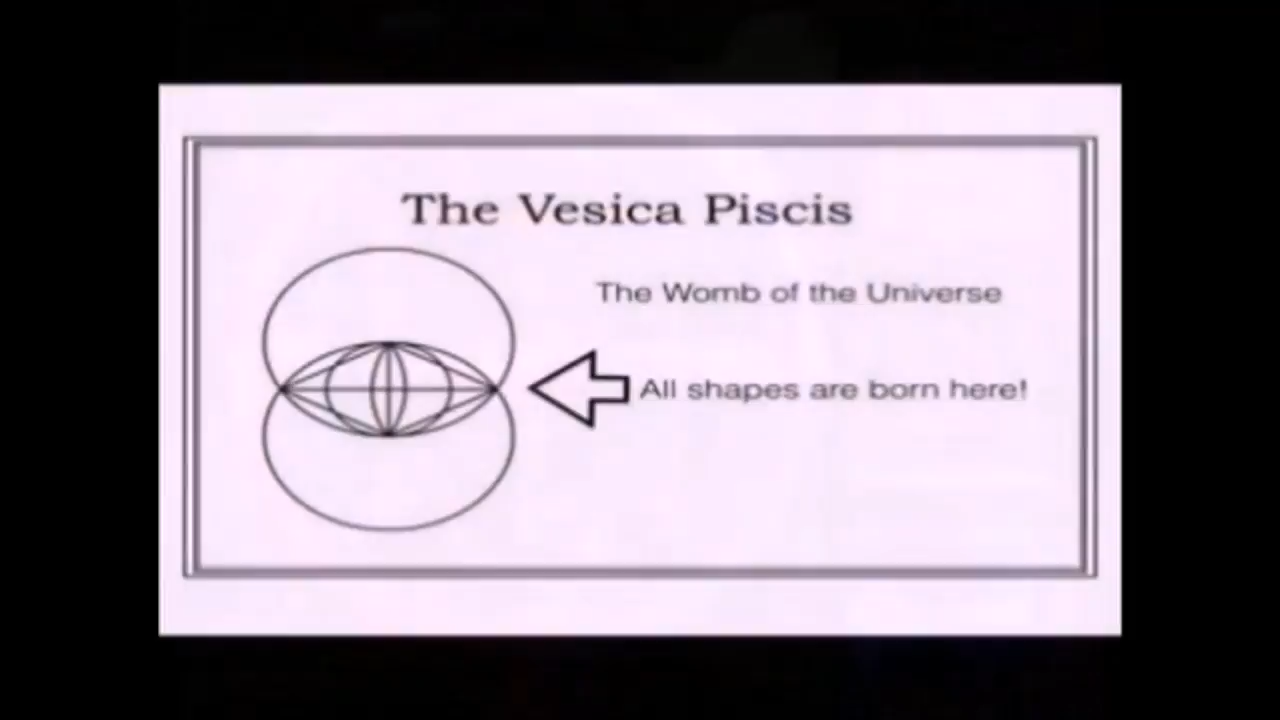 The Vesica Piscis
The Womb of the Universe
All shapes are born here!